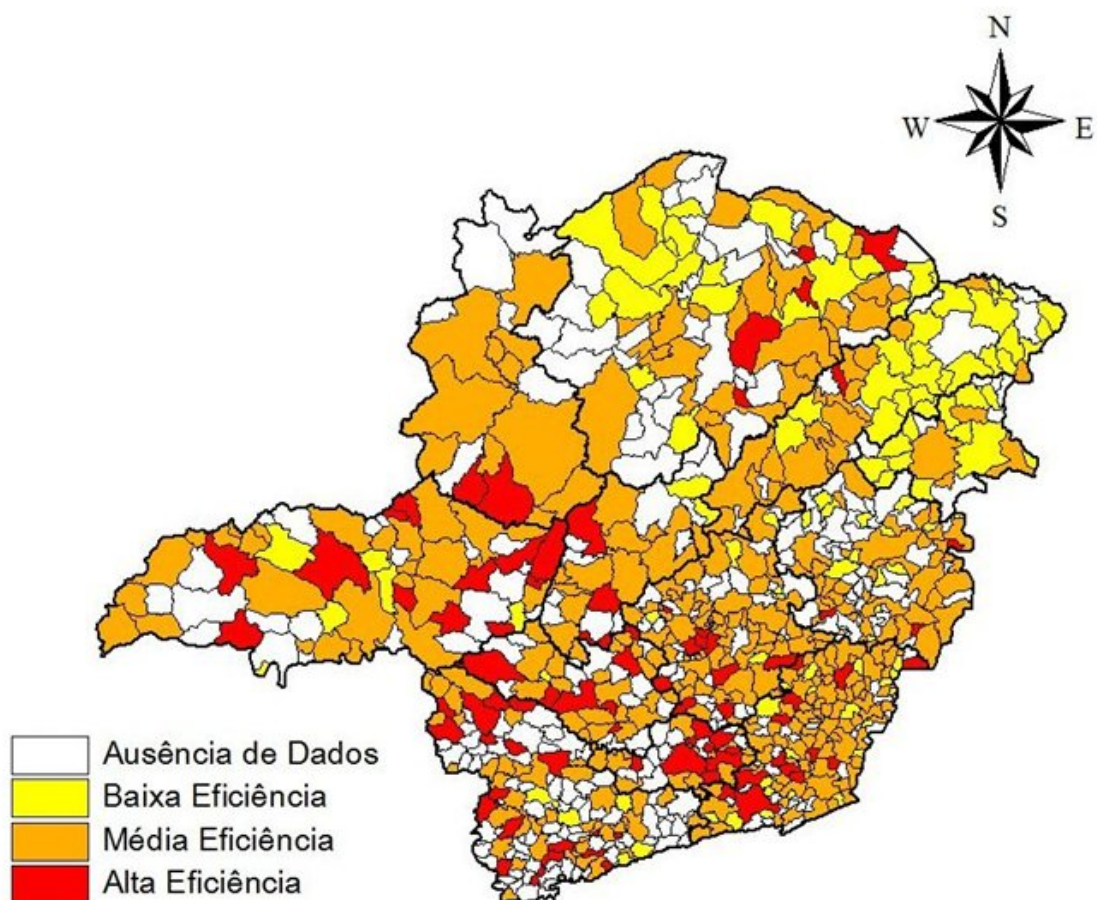 N
W
E
S
Ausência de Dados
Baixa Eficiência
Média Eficiência
Alta Eficiência